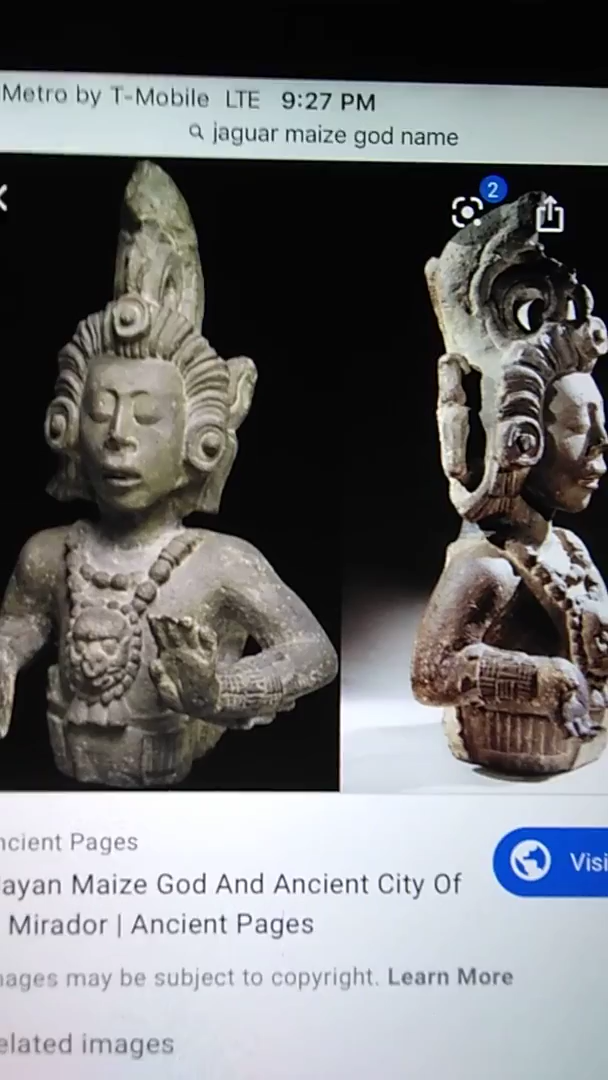 Metro by T-Mobile LTE 9:27 PM
jaguar maize god name
2
ncient Pages
ayan Maize God And Ancient City Of
Mirador | Ancient Pages
Visi
mages may be subject to copyright. Learn More
elated images